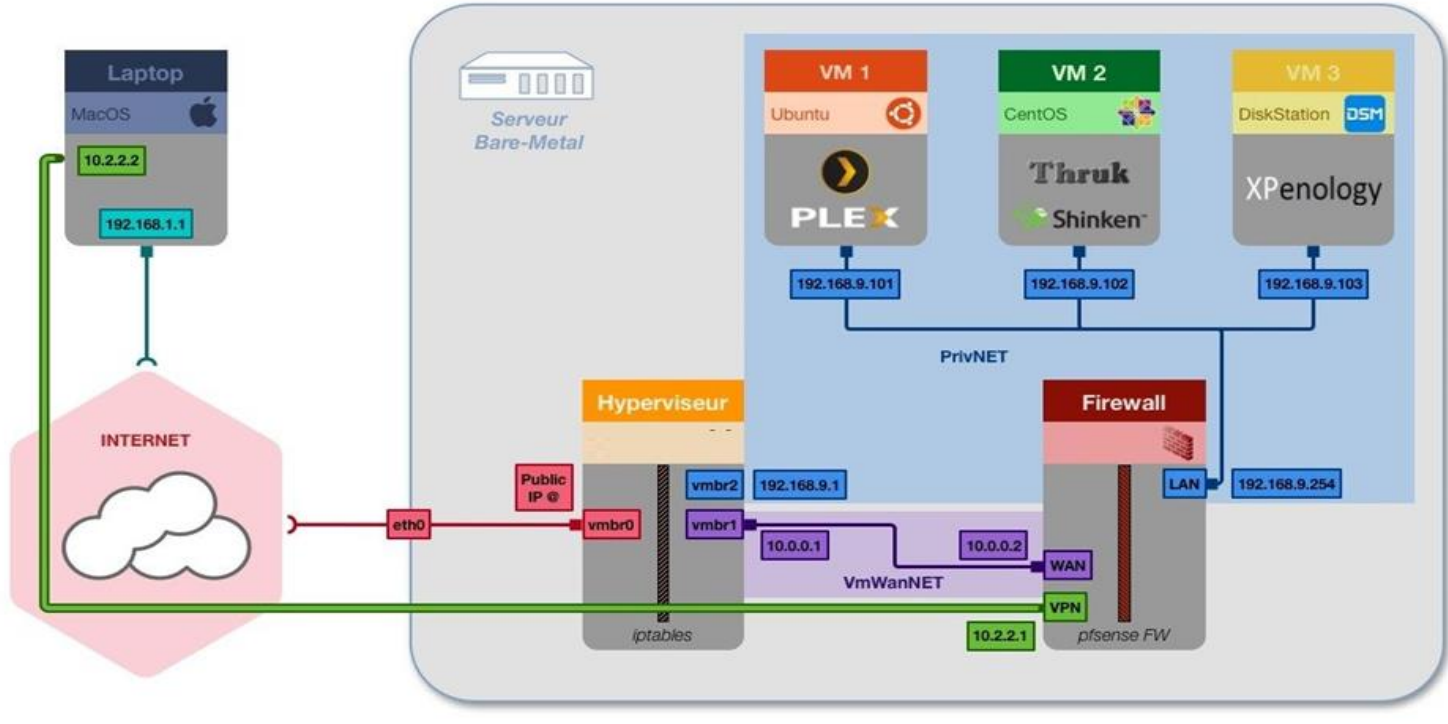 Laptop
MacOS
10.2.2.2
192.168.1.1
INTERNET
Serveur
Bare-Metal
VM 1
Ubuntu
PLEX
192.168.9.101
VM 2
CentOS
Thruk
Shinken™
192.168.9.102
VM 3
DiskStation
DSM
XPenology
192.168.9.103
PrivNET
Hyperviseur
Public
IP @
eth0
vmbr0
vmbr2
192.168.9.1
vmbr1
10.0.0.1
iptables
VmWanNET
Firewall
LAN
192.168.9.254
10.0.0.2
WAN
VPN
10.2.2.1
pfsense FW